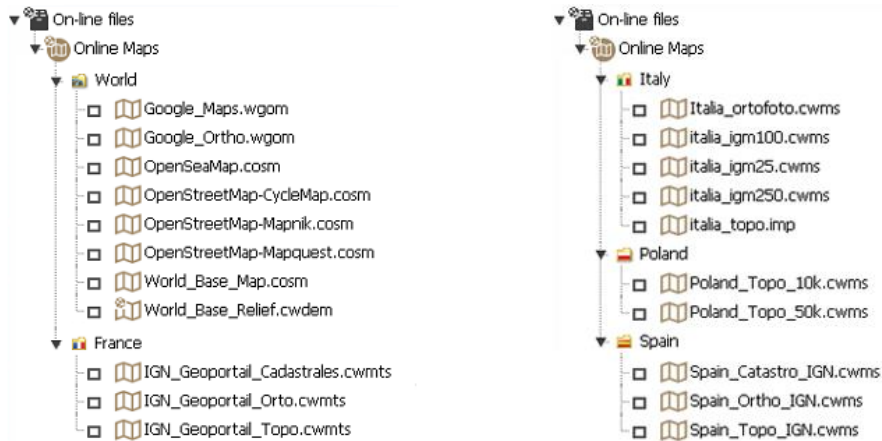 On-line files
Online Maps
World
Google_Maps.wgom
Google_Ortho.wgom
OpenSeaMap.cosm
OpenStreetMap-CycleMap.cosm
OpenStreetMap-Mapnik.cosm
OpenStreetMap-Mapquest.cosm
World_Base_Map.cosm
World_Base_Relief.cwdem
France
IGN_Geoportail_Cadastrales.cwmts
IGN_Geoportail_Orto.cwmts
IGN_Geoportail_Topo.cwmts
On-line files
Online Maps
Italy
Italia_ortofoto.cwms
italia_igm100.cwms
italia_igm25.cwms
italia_igm250.cwms
italia_topo.imp
Poland
Poland_Topo_10k.cwms
Poland_Topo_50k.cwms
Spain
Spain_Catastro_IGN.cwms
Spain_Ortho_IGN.cwms
Spain_Topo_IGN.cwms